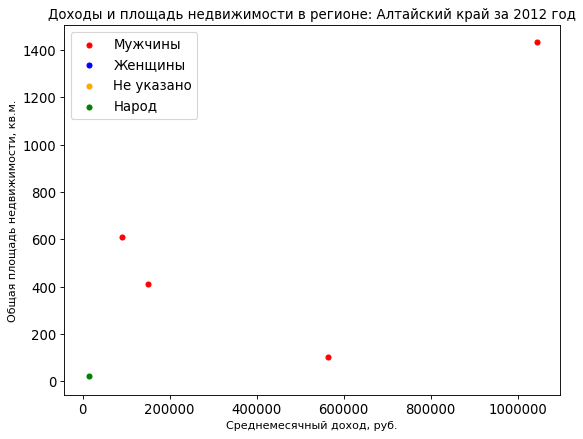 Доходы и площадь недвижимости в регионе: Алтайский край за 2012 год
Мужчины
Женщины
Не указано
Народ
Общая площадь недвижимости, кв.м.
1400
1200
1000
800
600
400
200
0
0 200000 400000 600000 800000 1000000
Среднемесячный доход, руб.